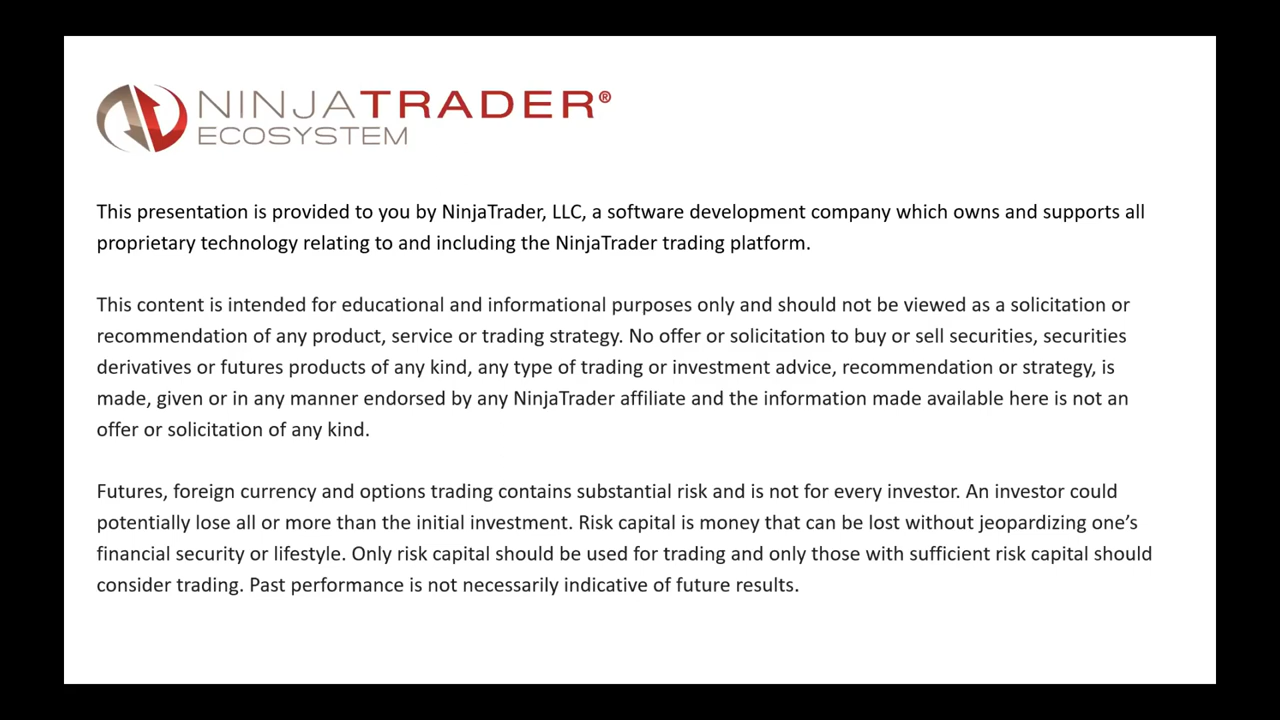 NINJATRADER®
ECOSYSTEM
This presentation is provided to you by NinjaTrader, LLC, a software development company which owns and supports all
proprietary technology relating to and including the NinjaTrader trading platform.
This content is intended for educational and informational purposes only and should not be viewed as a solicitation or
recommendation of any product, service or trading strategy. No offer or solicitation to buy or sell securities, securities
derivatives or futures products of any kind, any type of trading or investment advice, recommendation or strategy, is
made, given or in any manner endorsed by any NinjaTrader affiliate and the information made available here is not an
offer or solicitation of any kind.
Futures, foreign currency and options trading contains substantial risk and is not for every investor. An investor could
potentially lose all or more than the initial investment. Risk capital is money that can be lost without jeopardizing one’s
financial security or lifestyle. Only risk capital should be used for trading and only those with sufficient risk capital should
consider trading. Past performance is not necessarily indicative of future results.